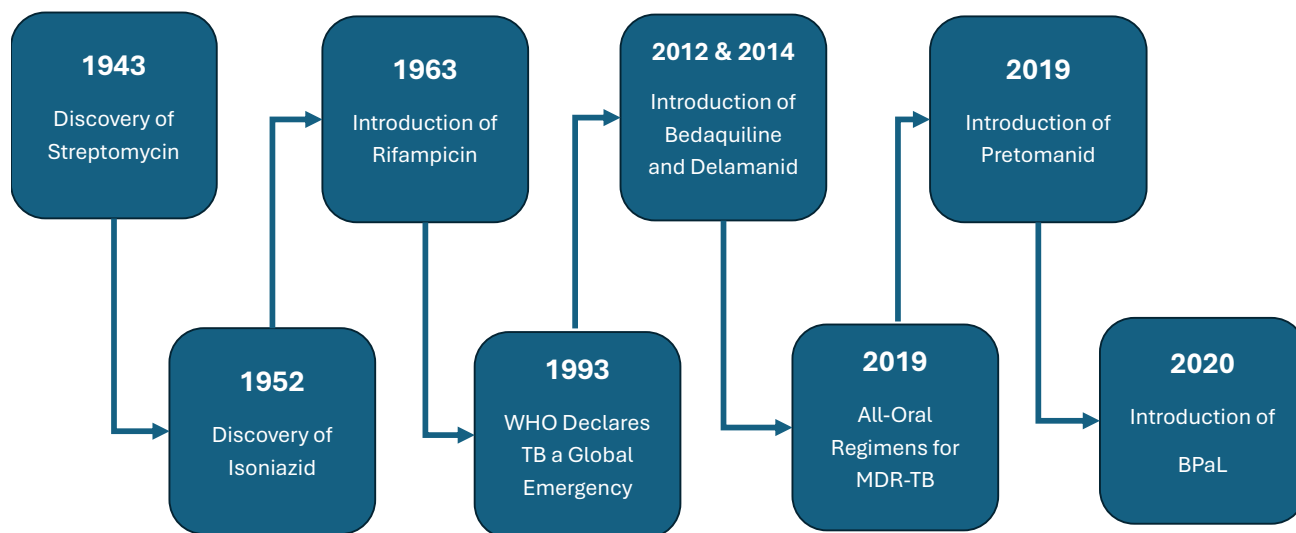 1943
Discovery of
Streptomycin
1952
Discovery of
Isoniazid
1963
Introduction of
Rifampicin
1993
WHO Declares
TB a Global
Emergency
2012 & 2014
Introduction of
Bedaquiline
and Delamanid
2019
All-Oral
Regimens for
MDR-TB
2019
Introduction of
Pretomanid
2020
Introduction of
BPaL